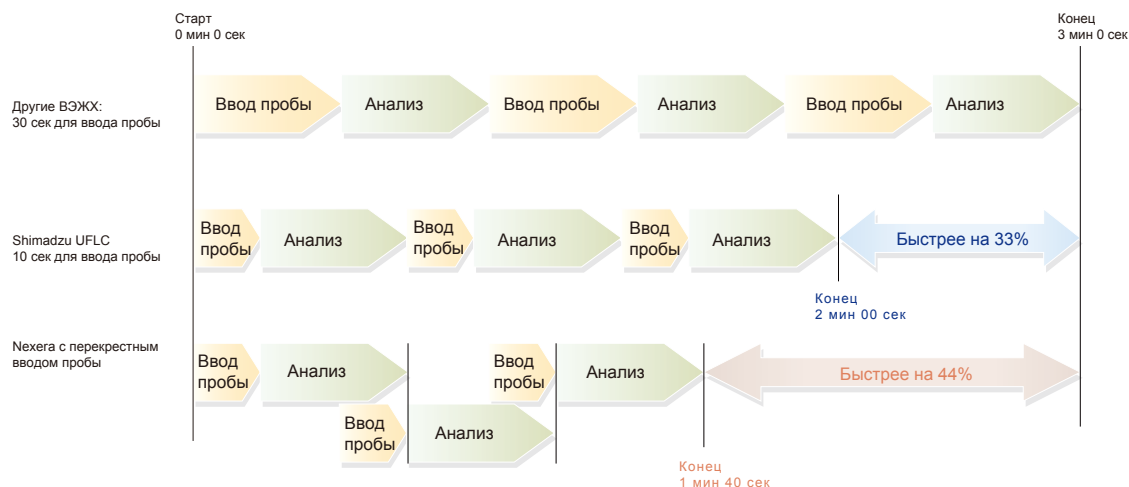 Старт
0 мин 0 сек
Конец
3 мин 0 сек
Другие ВЭЖХ:
30 сек для ввода пробы
Ввод пробы
Анализ
Ввод пробы
Анализ
Ввод пробы
Анализ
Shimadzu UFLC
10 сек для ввода пробы
Ввод
пробы
Анализ
Ввод
пробы
Анализ
Ввод
пробы
Анализ
Быстрее на 33%
Конец
2 мин 00 сек
Nexera с перекрестным
вводом пробы
Ввод
пробы
Анализ
Ввод
пробы
Анализ
Быстрее на 44%
Ввод
пробы
Анализ
Конец
1 мин 40 сек